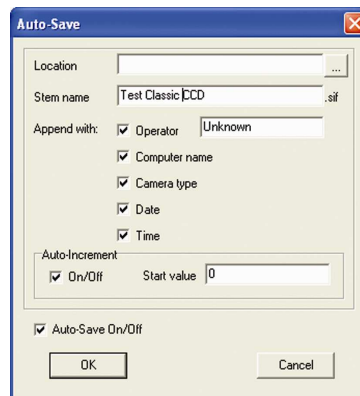 Auto-Save
Location ...
Stem name Test Classic CCD .sif
Append with: Operator Unknown
Computer name
Camera type
Date
Time
Auto-Increment
On/Off Start value 0
Auto-Save On/Off
OK Cancel